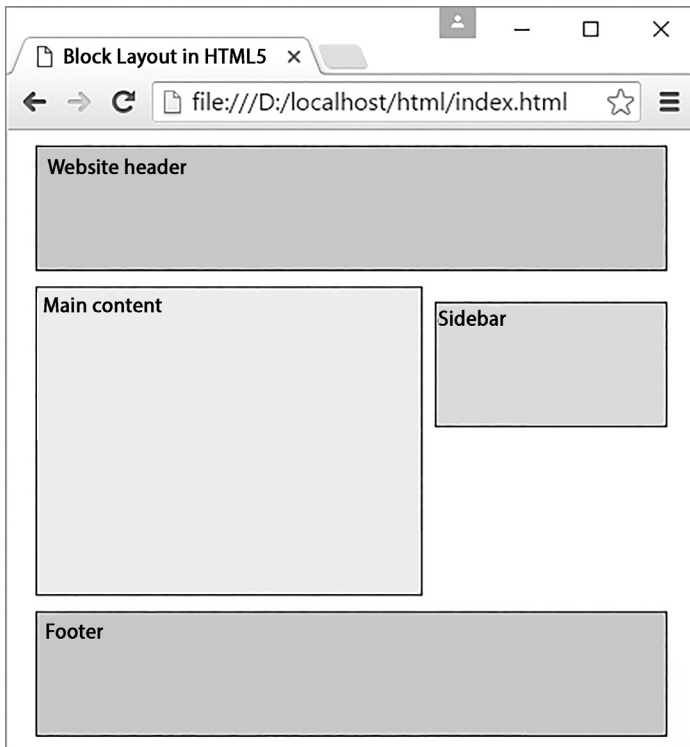 Block Layout in HTML5
file:///D:/localhost/html/index.html
Website header
Main content
Sidebar
Footer